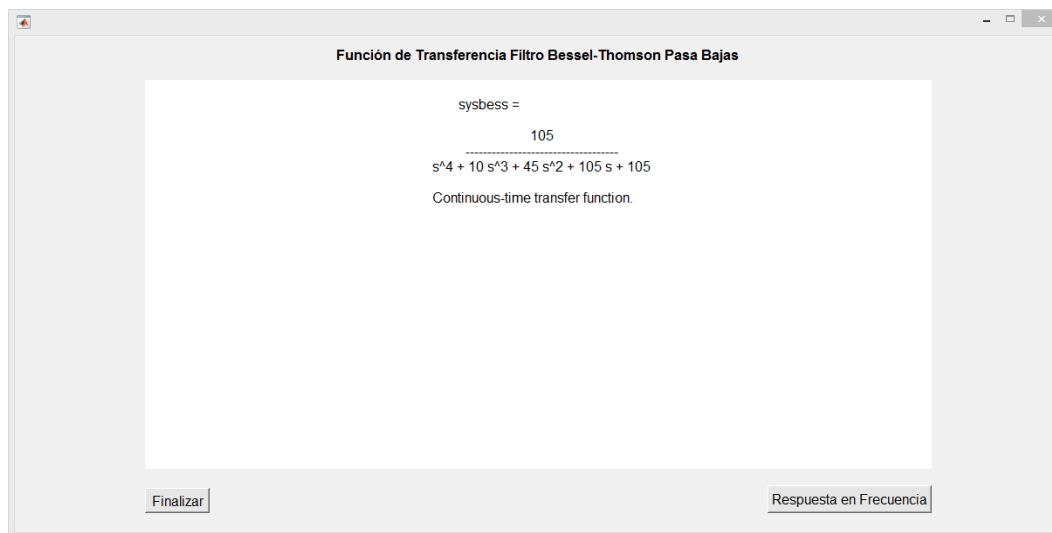 Función de Transferencia Filtro Bessel-Thomson Pasa Bajas
sysbess =
105
-----------------------------------
s^4 + 10 s^3 + 45 s^2 + 105 s + 105
Continuous-time transfer function.
Finalizar
Respuesta en Frecuencia